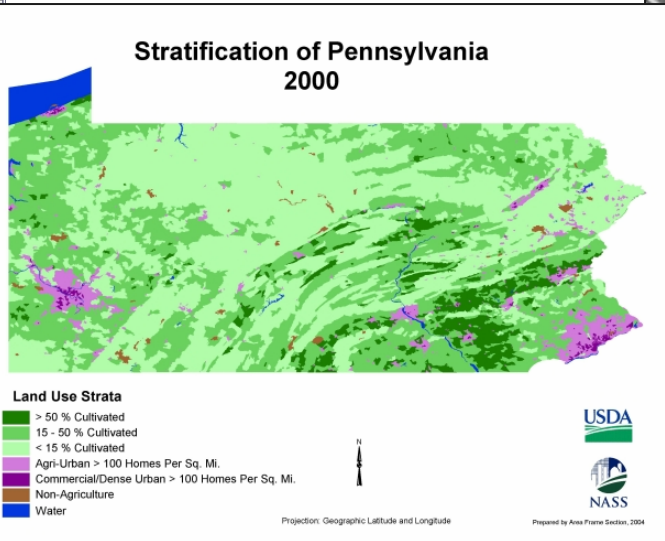 Stratification of Pennsylvania
2000
Land Use Strata
> 50 % Cultivated
15 - 50 % Cultivated
< 15 % Cultivated
Agri-Urban > 100 Homes Per Sq. Mi.
Commercial/Dense Urban > 100 Homes Per Sq. Mi.
Non-Agriculture
Water
N
USDA
NASS
Projection: Geographic Latitude and Longitude
Prepared by Area Frame Section, 2004